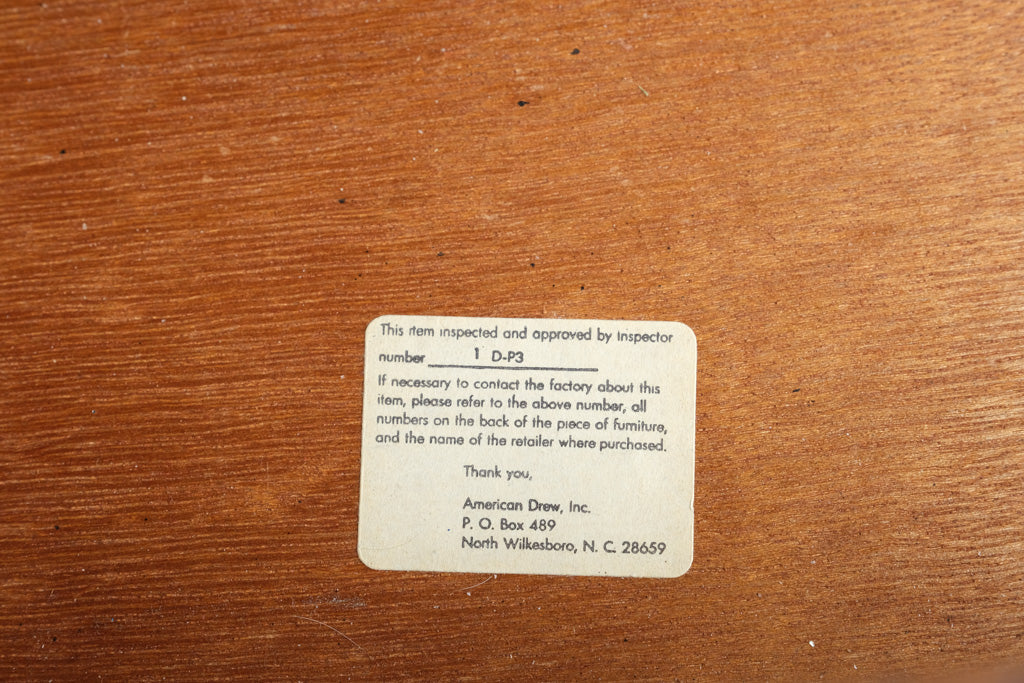 This item inspected and approved by Inspector
number 1 D-P3
If necessary to contact the factory about this
item, please refer to the above number, all
numbers on the back of the piece of furniture,
and the name of the retailer where purchased.
Thank you,
American Drew, Inc.
P. O. Box 489
North Wilkesboro, N. C. 28659